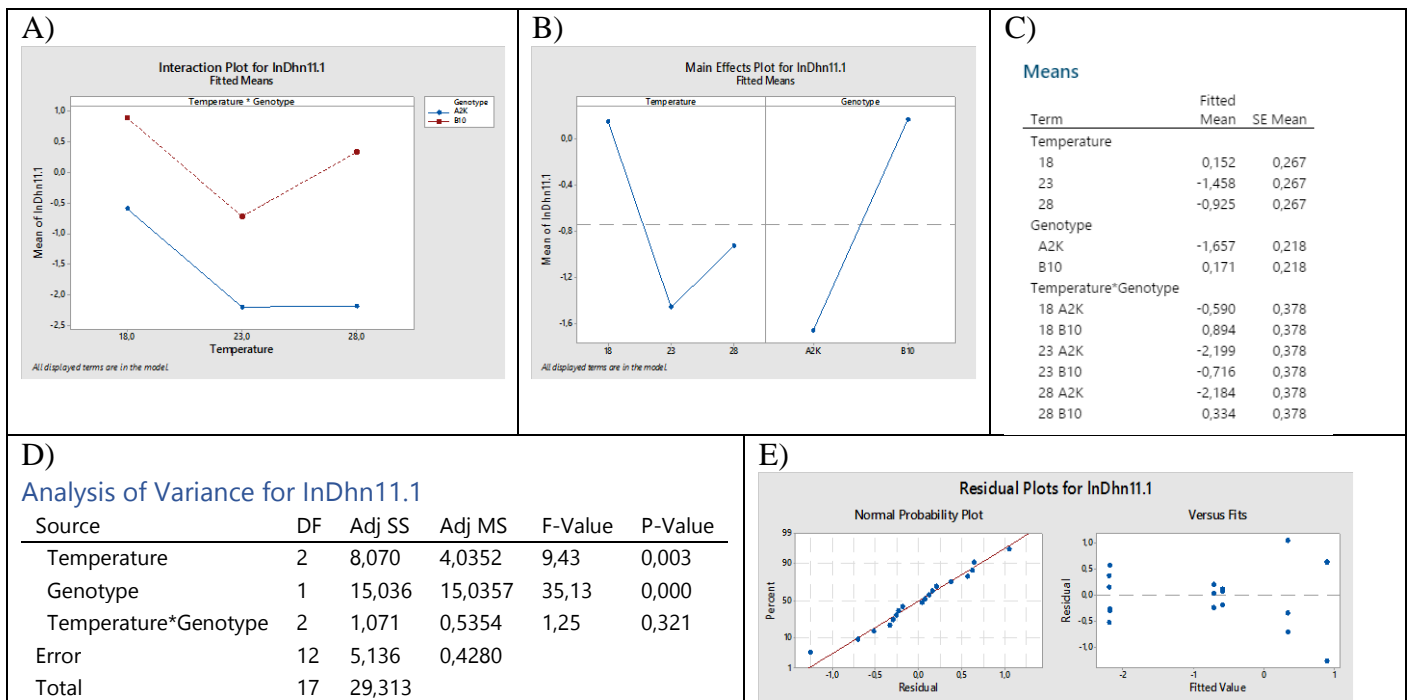 A)
Interaction Plot for InDhn11.1
Fitted Means
Temperature * Genotype
Genotype
A2K
B10
1,0
0,5
0,0
-0,5
-1,0
-1,5
-2,0
-2,5
Mean of InDhn11.1
18,0 23,0 28,0
Temperature
All displayed terms are in the model.
B)
Main Effects Plot for InDhn11.1
Fitted Means
Temperature Genotype
0,0
-0,4
-0,8
-1,2
-1,6
Mean of InDhn11.1
18 23 28 A2K B10
All displayed terms are in the model.
C)
Means
Fitted
Term Mean SE Mean
Temperature
18 0,152 0,267
23 -1,458 0,267
28 -0,925 0,267
Genotype
A2K -1,657 0,218
B10 0,171 0,218
Temperature*Genotype
18 A2K -0,590 0,378
18 B10 0,894 0,378
23 A2K -2,199 0,378
23 B10 -0,716 0,378
28 A2K -2,184 0,378
28 B10 0,334 0,378
D)
Analysis of Variance for InDhn11.1
Source DF Adj SS Adj MS F-Value P-Value
Temperature 2 8,070 4,0352 9,43 0,003
Genotype 1 15,036 15,0357 35,13 0,000
Temperature*Genotype 2 1,071 0,5354 1,25 0,321
Error 12 5,136 0,4280
Total 17 29,313
E)
Residual Plots for InDhn11.1
Normal Probability Plot
99
90
50
10
1
Percent
-1,0 -0,5 0,0 0,5 1,0
Residual
Versus Fits
1,0
0,5
0,0
-0,5
-1,0
Residual
-2 -1 0 1
Fitted Value